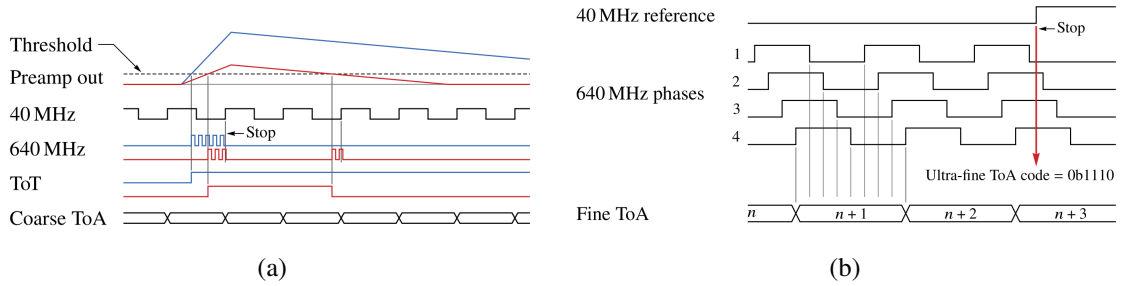 Threshold
Preamp out
40 MHz
Stop
640 MHz
ToT
Coarse ToA
(a)
40 MHz reference
Stop
1
2
640 MHz phases
3
4
Ultra-fine ToA code = 0b1110
Fine ToA
n
n + 1
n + 2
n + 3
(b)